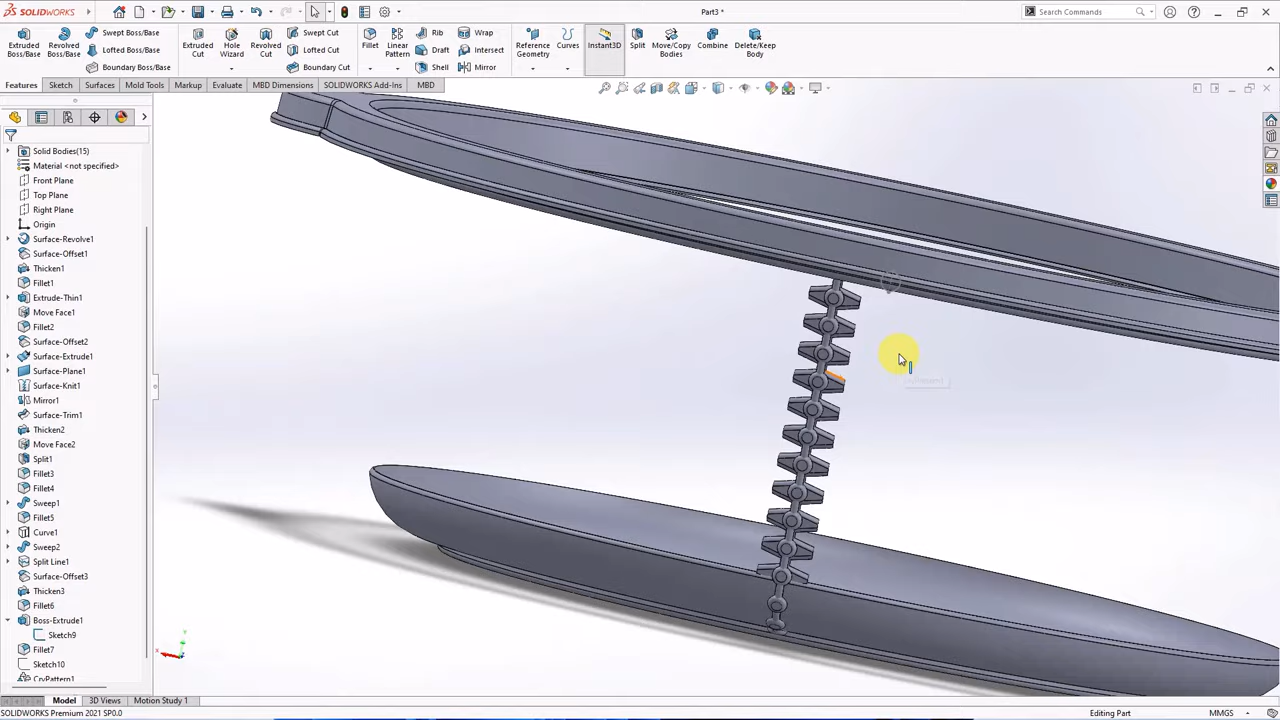 SOLIDWORKS
Part3 *
Search Commands
Extruded Boss/Base
Revolved Boss/Base
Swept Boss/Base
Lofted Boss/Base
Boundary Boss/Base
Extruded Cut
Hole Wizard
Revolved Cut
Swept Cut
Lofted Cut
Boundary Cut
Fillet
Linear Pattern
Rib
Draft
Shell
Wrap
Intersect
Mirror
Reference Geometry
Curves
Instant3D
Split
Move/Copy Bodies
Combine
Delete/Keep Body
Features Sketch Surfaces Mold Tools Markup Evaluate MBD Dimensions SOLIDWORKS Add-Ins MBD
Solid Bodies(15)
Material <not specified>
Front Plane
Top Plane
Right Plane
Origin
Surface-Revolve1
Surface-Offset1
Thicken1
Fillet1
Extrude-Thin1
Move Face1
Fillet2
Surface-Offset2
Surface-Extrude1
Surface-Plane1
Surface-Knit1
Mirror1
Surface-Trim1
Thicken2
Move Face2
Split1
Fillet3
Fillet4
Sweep1
Fillet5
Curve1
Sweep2
Split Line1
Surface-Offset3
Thicken3
Fillet6
Boss-Extrude1
Sketch9
Fillet7
Sketch10
CrvPattern1
Y
X
Model 3D Views Motion Study 1
SOLIDWORKS Premium 2021 SP0.0
Editing Part
MMGS